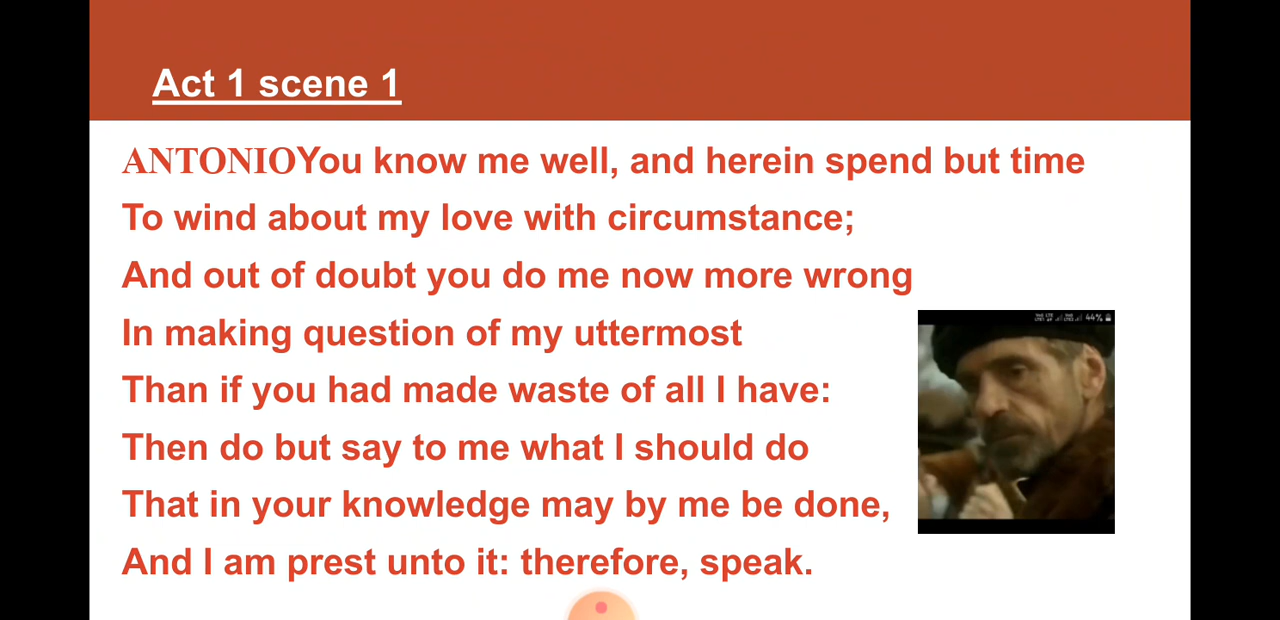 Act 1 scene 1
ANTONIOYou know me well, and herein spend but time
To wind about my love with circumstance;
And out of doubt you do me now more wrong
In making question of my uttermost
Than if you had made waste of all I have:
Then do but say to me what I should do
That in your knowledge may by me be done,
And I am prest unto it: therefore, speak.
44%